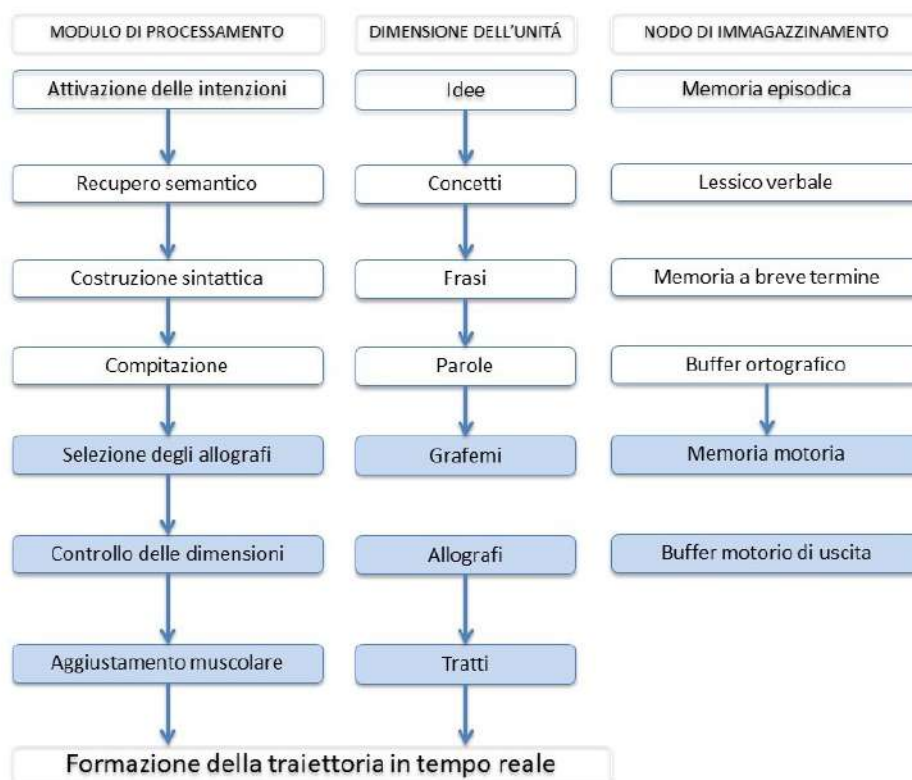 MODULO DI PROCESSAMENTO
DIMENSIONE DELL'UNITÁ
NODO DI IMMAGAZZINAMENTO
Attivazione delle intenzioni
Idee
Memoria episodica
Recupero semantico
Concetti
Lessico verbale
Costruzione sintattica
Frasi
Memoria a breve termine
Compitazione
Parole
Buffer ortografico
Selezione degli allografi
Grafemi
Memoria motoria
Controllo delle dimensioni
Allografi
Buffer motorio di uscita
Aggiustamento muscolare
Tratti
Formazione della traiettoria in tempo reale